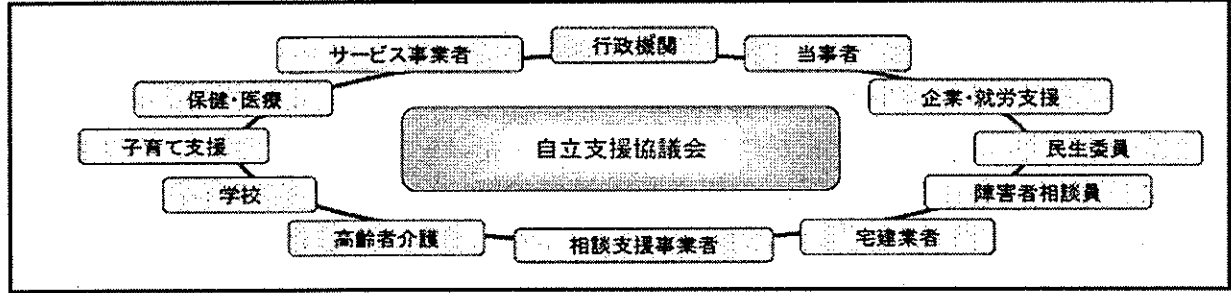 行政機関
サービス事業者
当事者
保健・医療
企業・就労支援
子育て支援
自立支援協議会
民生委員
学校
障害者相談員
高齢者介護
相談支援事業者
宅建業者